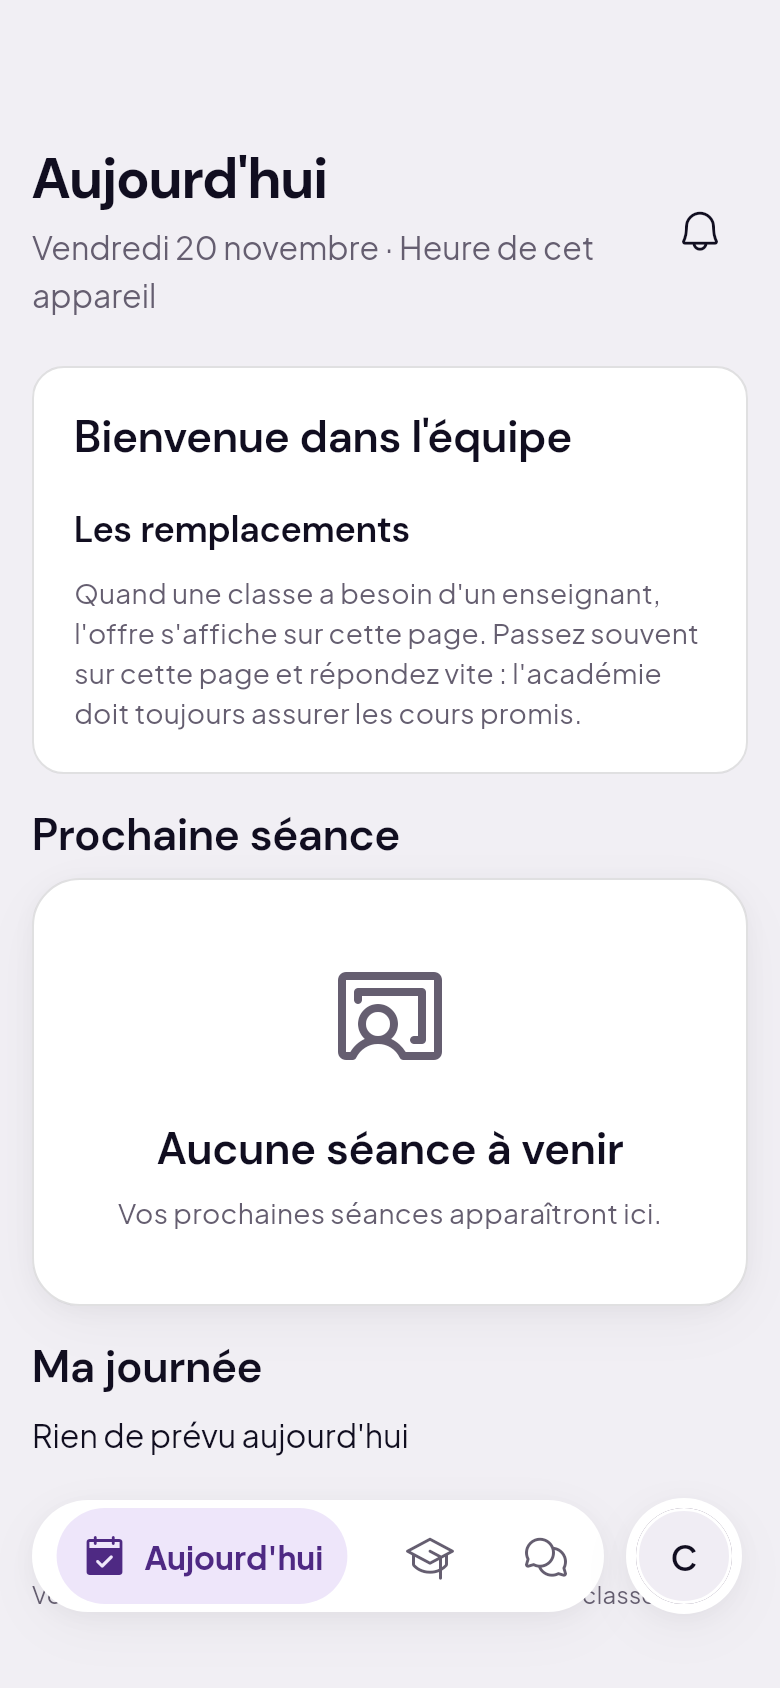 Aujourd'hui
Vendredi 20 novembre · Heure de cet
appareil
Bienvenue dans l'équipe
Les remplacements
Quand une classe a besoin d'un enseignant,
l'offre s'affiche sur cette page. Passez souvent
sur cette page et répondez vite : l'académie
doit toujours assurer les cours promis.
Prochaine séance
Aucune séance à venir
Vos prochaines séances apparaîtront ici.
Ma journée
Rien de prévu aujourd'hui
Aujourd'hui
C